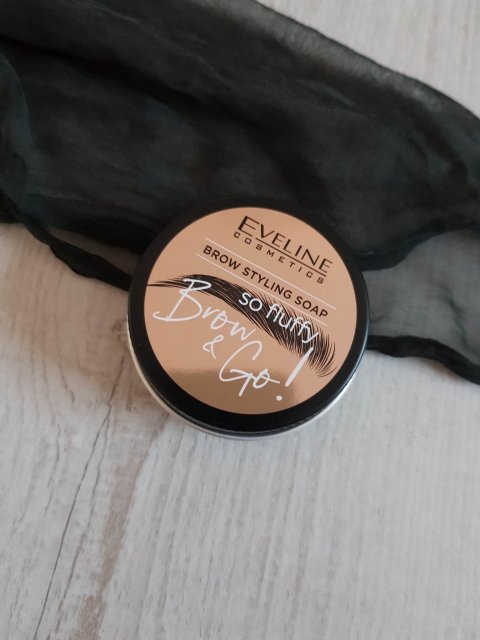 EVELINE
COSMETICS
BROW STYLING SOAP
so fluffy
Brow
& Go!